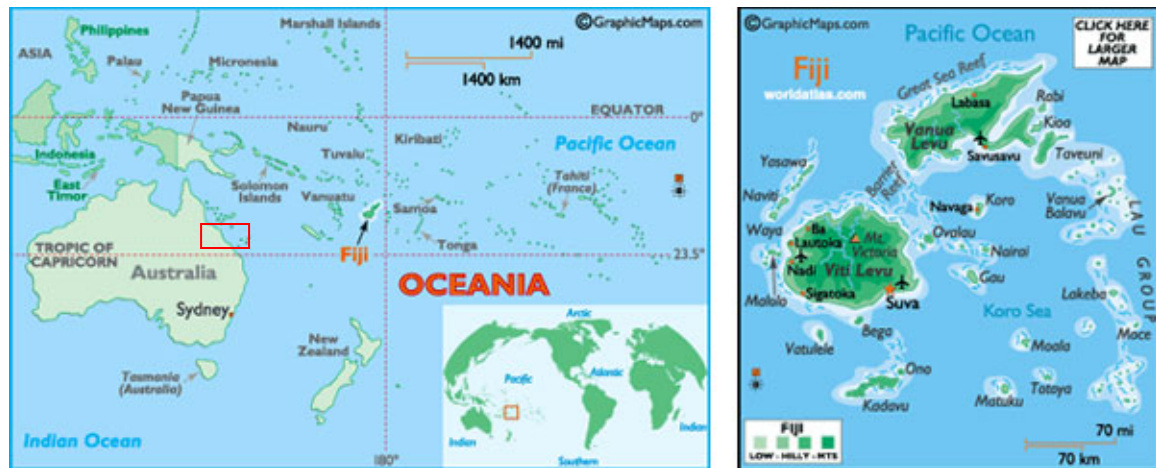 ©GraphicMaps.com
Philippines
Marshall Islands
ASIA
Palau
Micronesia
1400 mi
1400 km
Papua
New Guinea
EQUATOR
0°
Nauru
Kiribati
Pacific Ocean
Indonesia
Tuvalu
East
Timor
Solomon
Islands
Vanuatu
Samoa
Tahiti
(France)
Fiji
Tonga
TROPIC OF
CAPRICORN
Australia
23.5°
OCEANIA
Sydney
New
Zealand
Tasmania
(Australia)
Indian Ocean
180°
Arctic
Pacific
Atlantic
Indian
Indian
Southern
©GraphicMaps.com
Pacific Ocean
CLICK HERE
FOR
LARGER
MAP
Fiji
worldatlas.com
Great Sea Reef
Labasa
Rabi
Kioa
Vanua
Levu
Savusavu
Taveuni
Yasawa
Naviti
Barrier
Reef
Navaga
Koro
Vanua
Balavu
LAU
GROUP
Waya
Ba
Lautoka
Mt.
Victoria
Ovalau
Nairai
Nadi
Viti Levu
Gau
Malolo
Sigatoka
Suva
Lakeba
Koro Sea
Beqa
Vatulele
Moala
Moce
Ono
Kadavu
Matuku
Totoya
FIJI
LOW - HILLY - MTS
70 mi
70 km